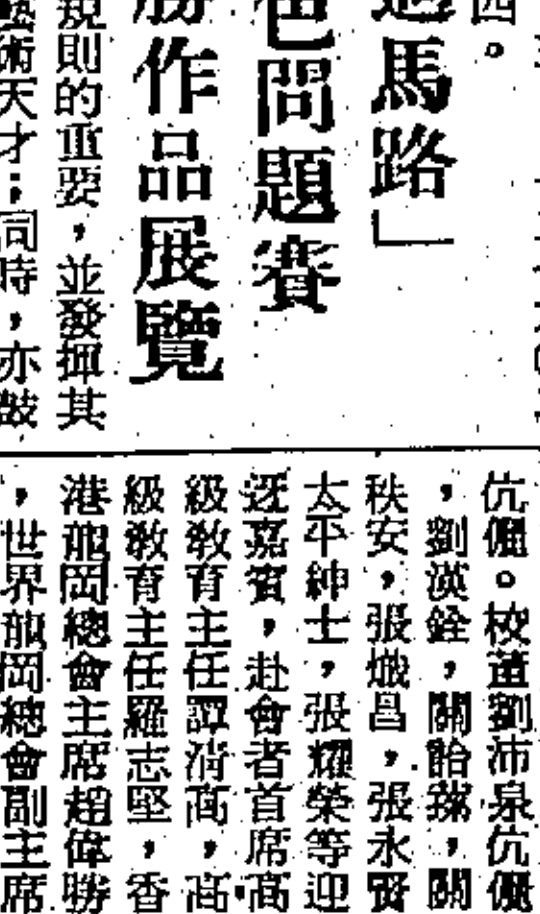 四。
過馬路」
色問題賽
勝作品展覽
規則的重要，並發揮其
藝術天才；同時，亦鼓
伉儷。校董劉沛泉伉儷
，劉漢銓，關貽蓀，關
秩安，張熾昌，張永賢
太平紳士，張耀榮等迎
迓嘉賓，赴會者首席高
級教育主任譚淸高，高
級教育主任羅志堅，香
港龍岡總會主席趙偉勝
，世界龍岡總會副主席